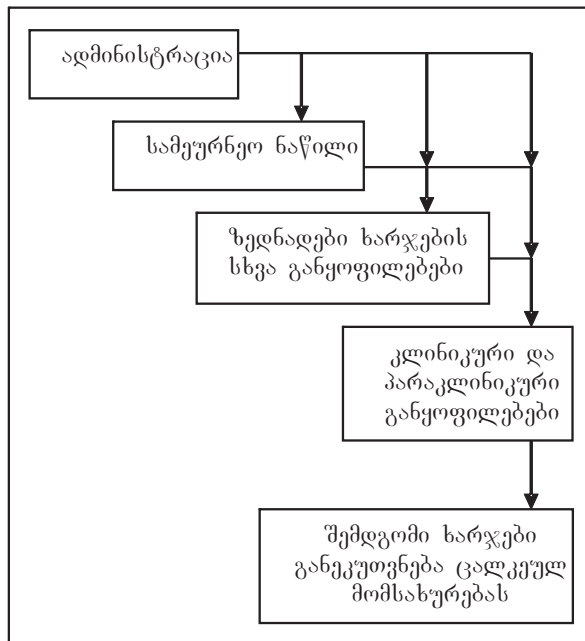 ადმინისტრაცია
სამეურნეო ნაწილი
ზედნადები ხარჯების
სხვა განყოფილებები
კლინიკური და
პარაკლინიკური
განყოფილებები
შემდგომი ხარჯები
განეკუთვნება ცალკეულ
მომსახურებას